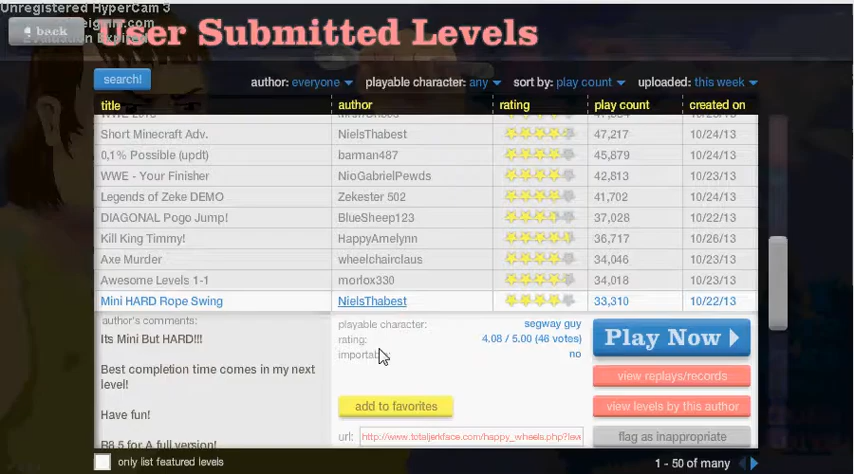 Unregistered HyperCam 3
back
User Submitted Levels
Evaluation Expired
search!
author: everyone
playable character: any
sort by: play count
uploaded: this week
title author rating play count created on
Short Minecraft Adv. NielsThabest 47,217 10/24/13
0,1% Possible (updt) barman487 45,879 10/24/13
WWE - Your Finisher NioGabrielPewds 42,813 10/23/13
Legends of Zeke DEMO Zekester 502 41,702 10/24/13
DIAGONAL Pogo Jump! BlueSheep123 37,028 10/22/13
Kill King Timmy! HappyAmelynn 36,717 10/26/13
Axe Murder wheelchairclaus 34,046 10/23/13
Awesome Levels 1-1 morlox330 34,018 10/23/13
Mini HARD Rope Swing NielsThabest 33,310 10/22/13
author's comments:
Its Mini But HARD!!!
Best completion time comes in my next
level!
Have fun!
R8 5 for A full version!
playable character: segway guy
rating: 4.08 / 5.00 (46 votes)
importable: no
add to favorites
url: http://www.totaljerkface.com/happy_wheels.php?leve
Play Now
view replays/records
view levels by this author
flag as inappropriate
only list featured levels
1 - 50 of many